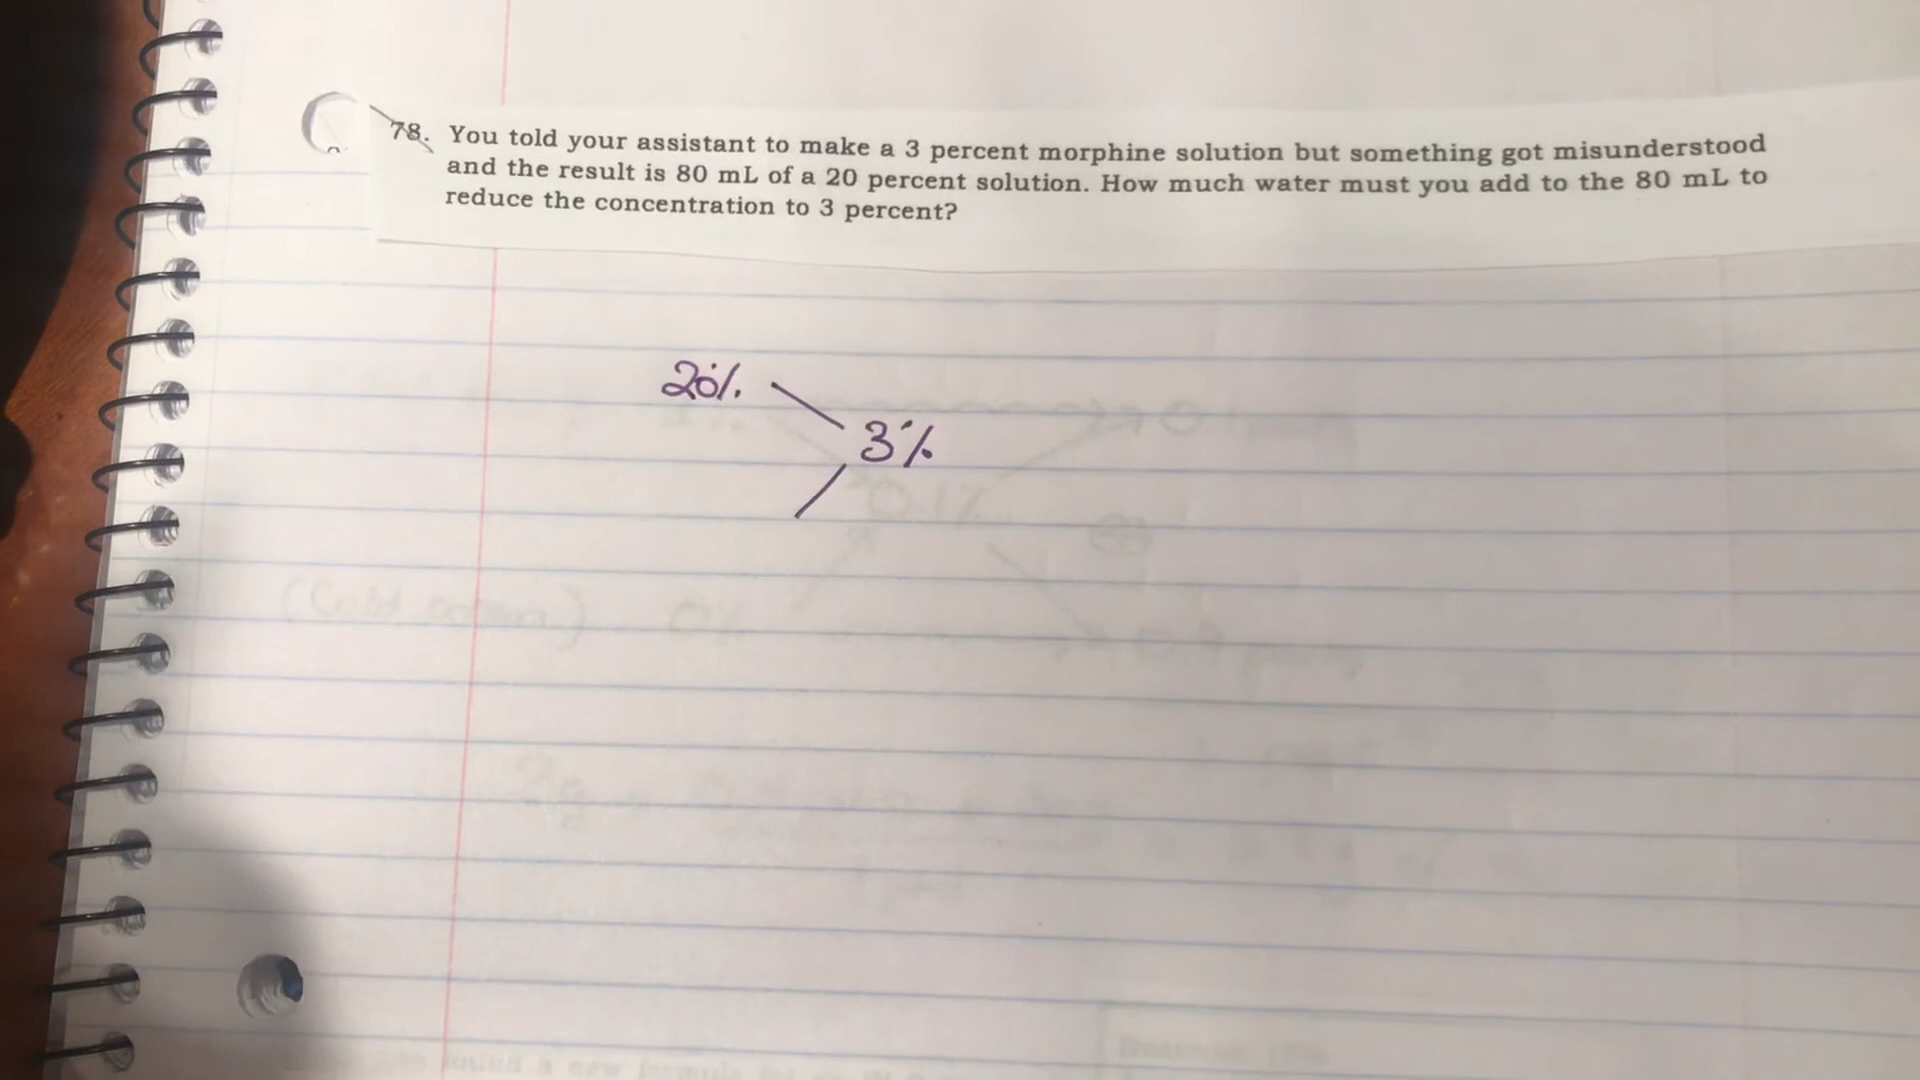 78. You told your assistant to make a 3 percent morphine solution but something got misunderstood
and the result is 80 mL of a 20 percent solution. How much water must you add to the 80 mL to
reduce the concentration to 3 percent?
20%
3%